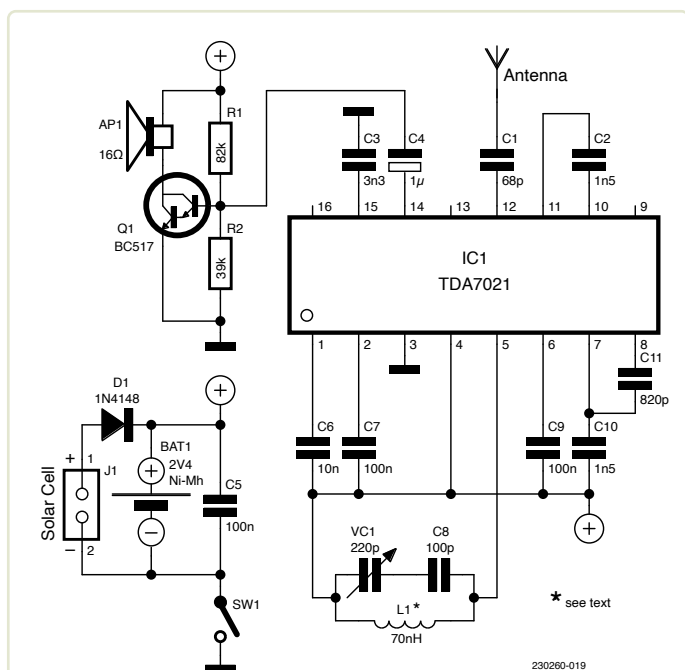 +
Antenna
AP1
16Ω
R1
82k
C3
3n3
C4
1µ
C1
68p
C2
1n5
Q1
BC517
R2
39k
16 15 14 13 12 11 10 9
IC1
TDA7021
1 2 3 4 5 6 7 8
C11
820p
D1
1N4148
+
C6
10n
C7
100n
C9
100n
C10
1n5
BAT1
2V4
Ni-Mh
+
–
C5
100n
Solar Cell
+ 1
J1
– 2
+
VC1
220p
C8
100p
L1*
70nH
* see text
SW1
230260-019